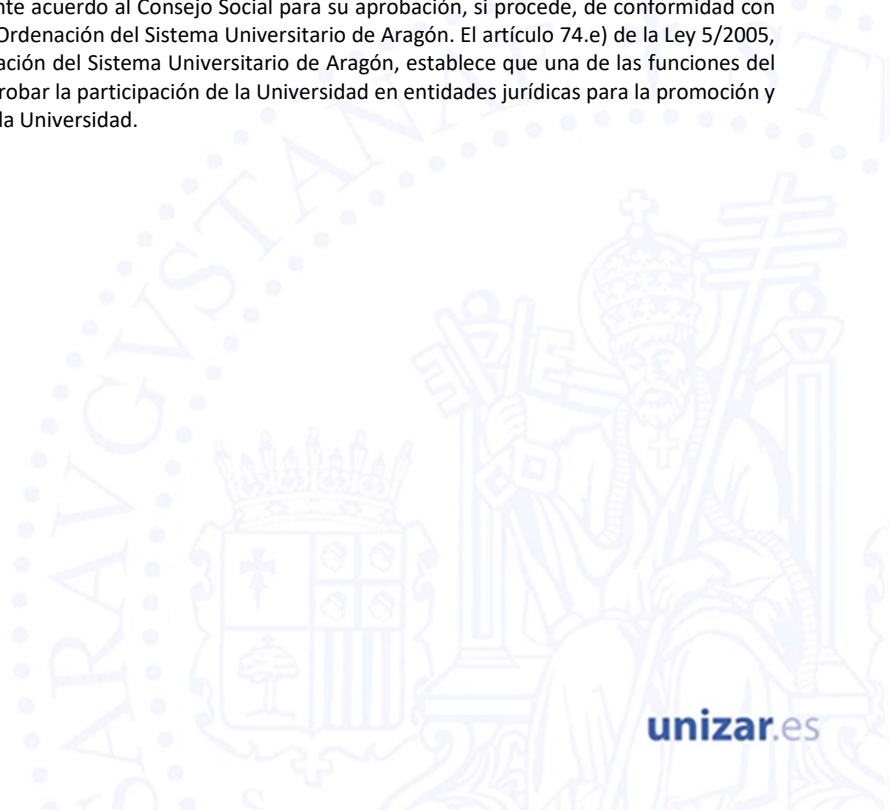 nte acuerdo al Consejo Social para su aprobación, si procede, de conformidad con
Ordenación del Sistema Universitario de Aragón. El artículo 74.e) de la Ley 5/2005,
ación del Sistema Universitario de Aragón, establece que una de las funciones del
robar la participación de la Universidad en entidades jurídicas para la promoción y
la Universidad.
ARAVGVSTANAE
unizar.es